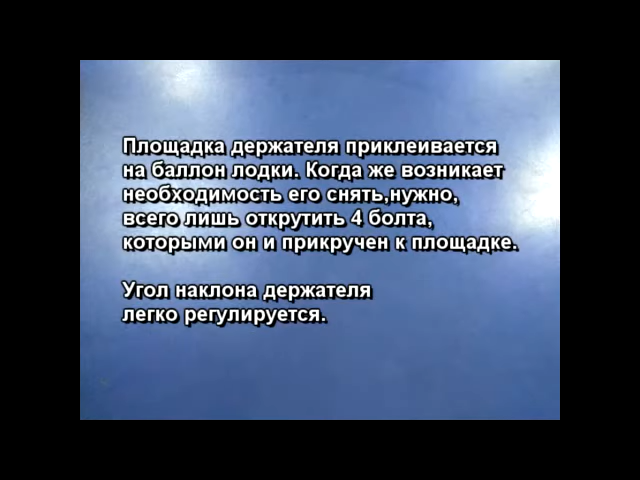 Площадка держателя приклеивается
на баллон лодки. Когда же возникает
необходимость его снять,нужно,
всего лишь открутить 4 болта,
которыми он и прикручен к площадке.
Угол наклона держателя
легко регулируется.